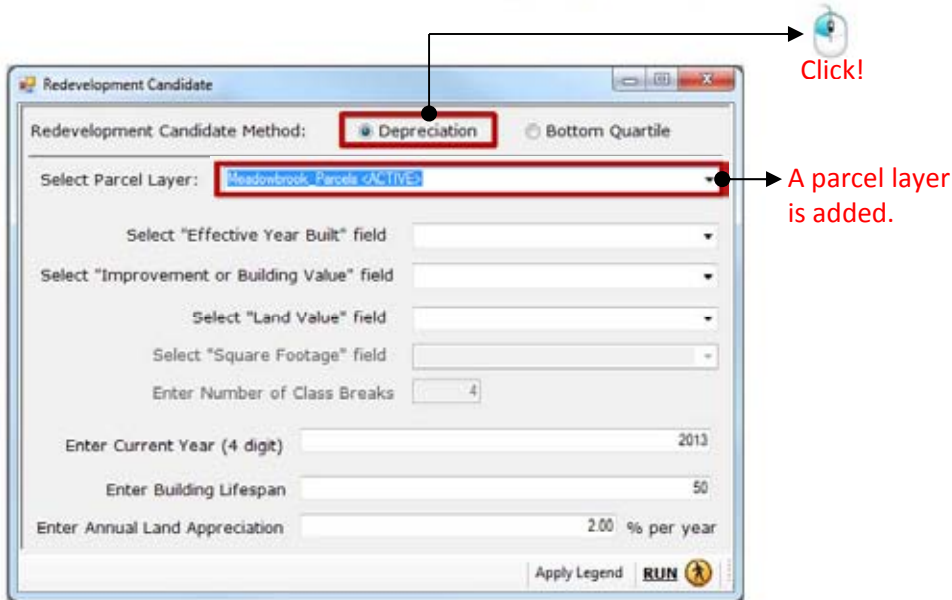 Click!
Redevelopment Candidate
Redevelopment Candidate Method: Depreciation Bottom Quartile
Select Parcel Layer: Meadowbrook_Parcels <ACTIVE>
A parcel layer
is added.
Select "Effective Year Built" field
Select "Improvement or Building Value" field
Select "Land Value" field
Select "Square Footage" field
Enter Number of Class Breaks 4
Enter Current Year (4 digit) 2013
Enter Building Lifespan 50
Enter Annual Land Appreciation 2.00 % per year
Apply Legend RUN